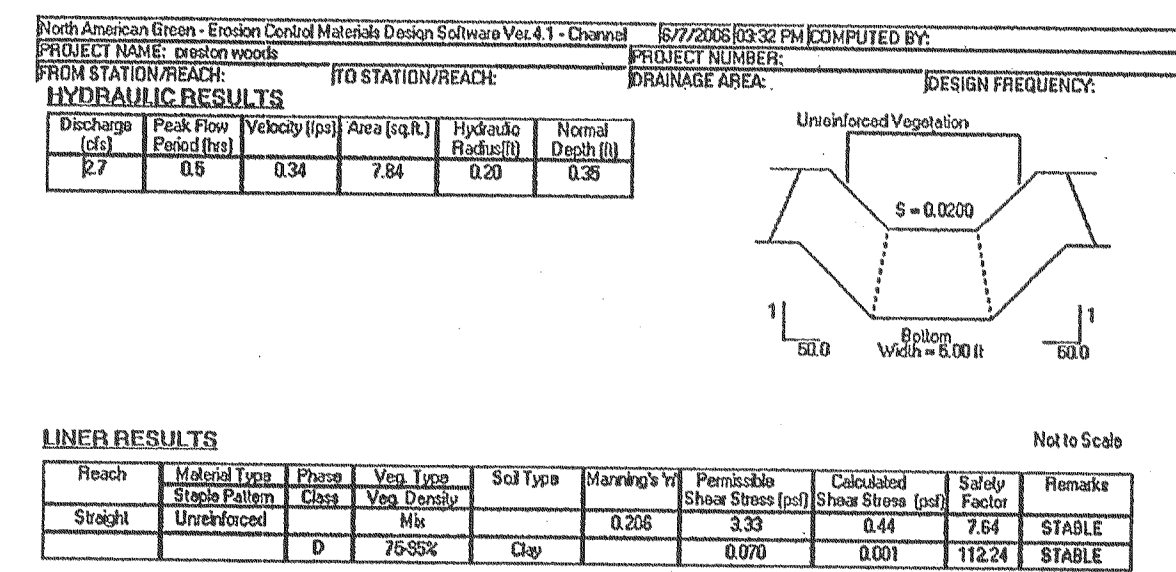 North American Green - Erosion Control Materials Design Software Ver.4.1 - Channel 6/7/2006 03:32 PM COMPUTED BY:
PROJECT NAME: preston woods PROJECT NUMBER:
FROM STATION/REACH: TO STATION/REACH: DRAINAGE AREA: DESIGN FREQUENCY:
HYDRAULIC RESULTS
Discharge (cfs) Peak Flow Period (hrs) Velocity (fps) Area (sq.ft.) Hydraulic Radius(ft) Normal Depth (ft)
2.7 0.5 0.34 7.84 0.20 0.35
Unreinforced Vegetation
S = 0.0200
1 50.0
Bottom Width = 5.00 ft
1 50.0
LINER RESULTS
Not to Scale
Reach Material Type Phase Veg. Type Soil Type Manning's 'n' Permissible Shear Stress (psf) Calculated Shear Stress (psf) Safety Factor Remarks
Staple Pattern Class Veg. Density
Straight Unreinforced Mix 0.206 3.33 0.44 7.64 STABLE
D 75-95% Clay 0.070 0.001 112.24 STABLE